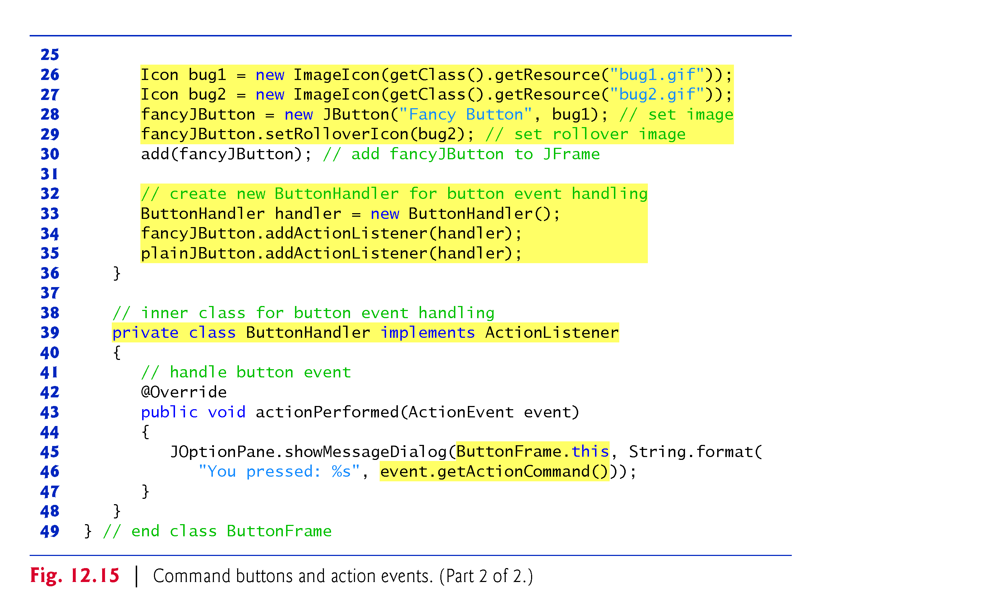 25
26 Icon bug1 = new ImageIcon(getClass().getResource("bug1.gif"));
27 Icon bug2 = new ImageIcon(getClass().getResource("bug2.gif"));
28 fancyJButton = new JButton("Fancy Button", bug1); // set image
29 fancyJButton.setRolloverIcon(bug2); // set rollover image
30 add(fancyJButton); // add fancyJButton to JFrame
31
32 // create new ButtonHandler for button event handling
33 ButtonHandler handler = new ButtonHandler();
34 fancyJButton.addActionListener(handler);
35 plainJButton.addActionListener(handler);
36 }
37
38 // inner class for button event handling
39 private class ButtonHandler implements ActionListener
40 {
41 // handle button event
42 @Override
43 public void actionPerformed(ActionEvent event)
44 {
45 JOptionPane.showMessageDialog(ButtonFrame.this, String.format(
46 "You pressed: %s", event.getActionCommand()));
47 }
48 }
49 } // end class ButtonFrame
Fig. 12.15 | Command buttons and action events. (Part 2 of 2.)